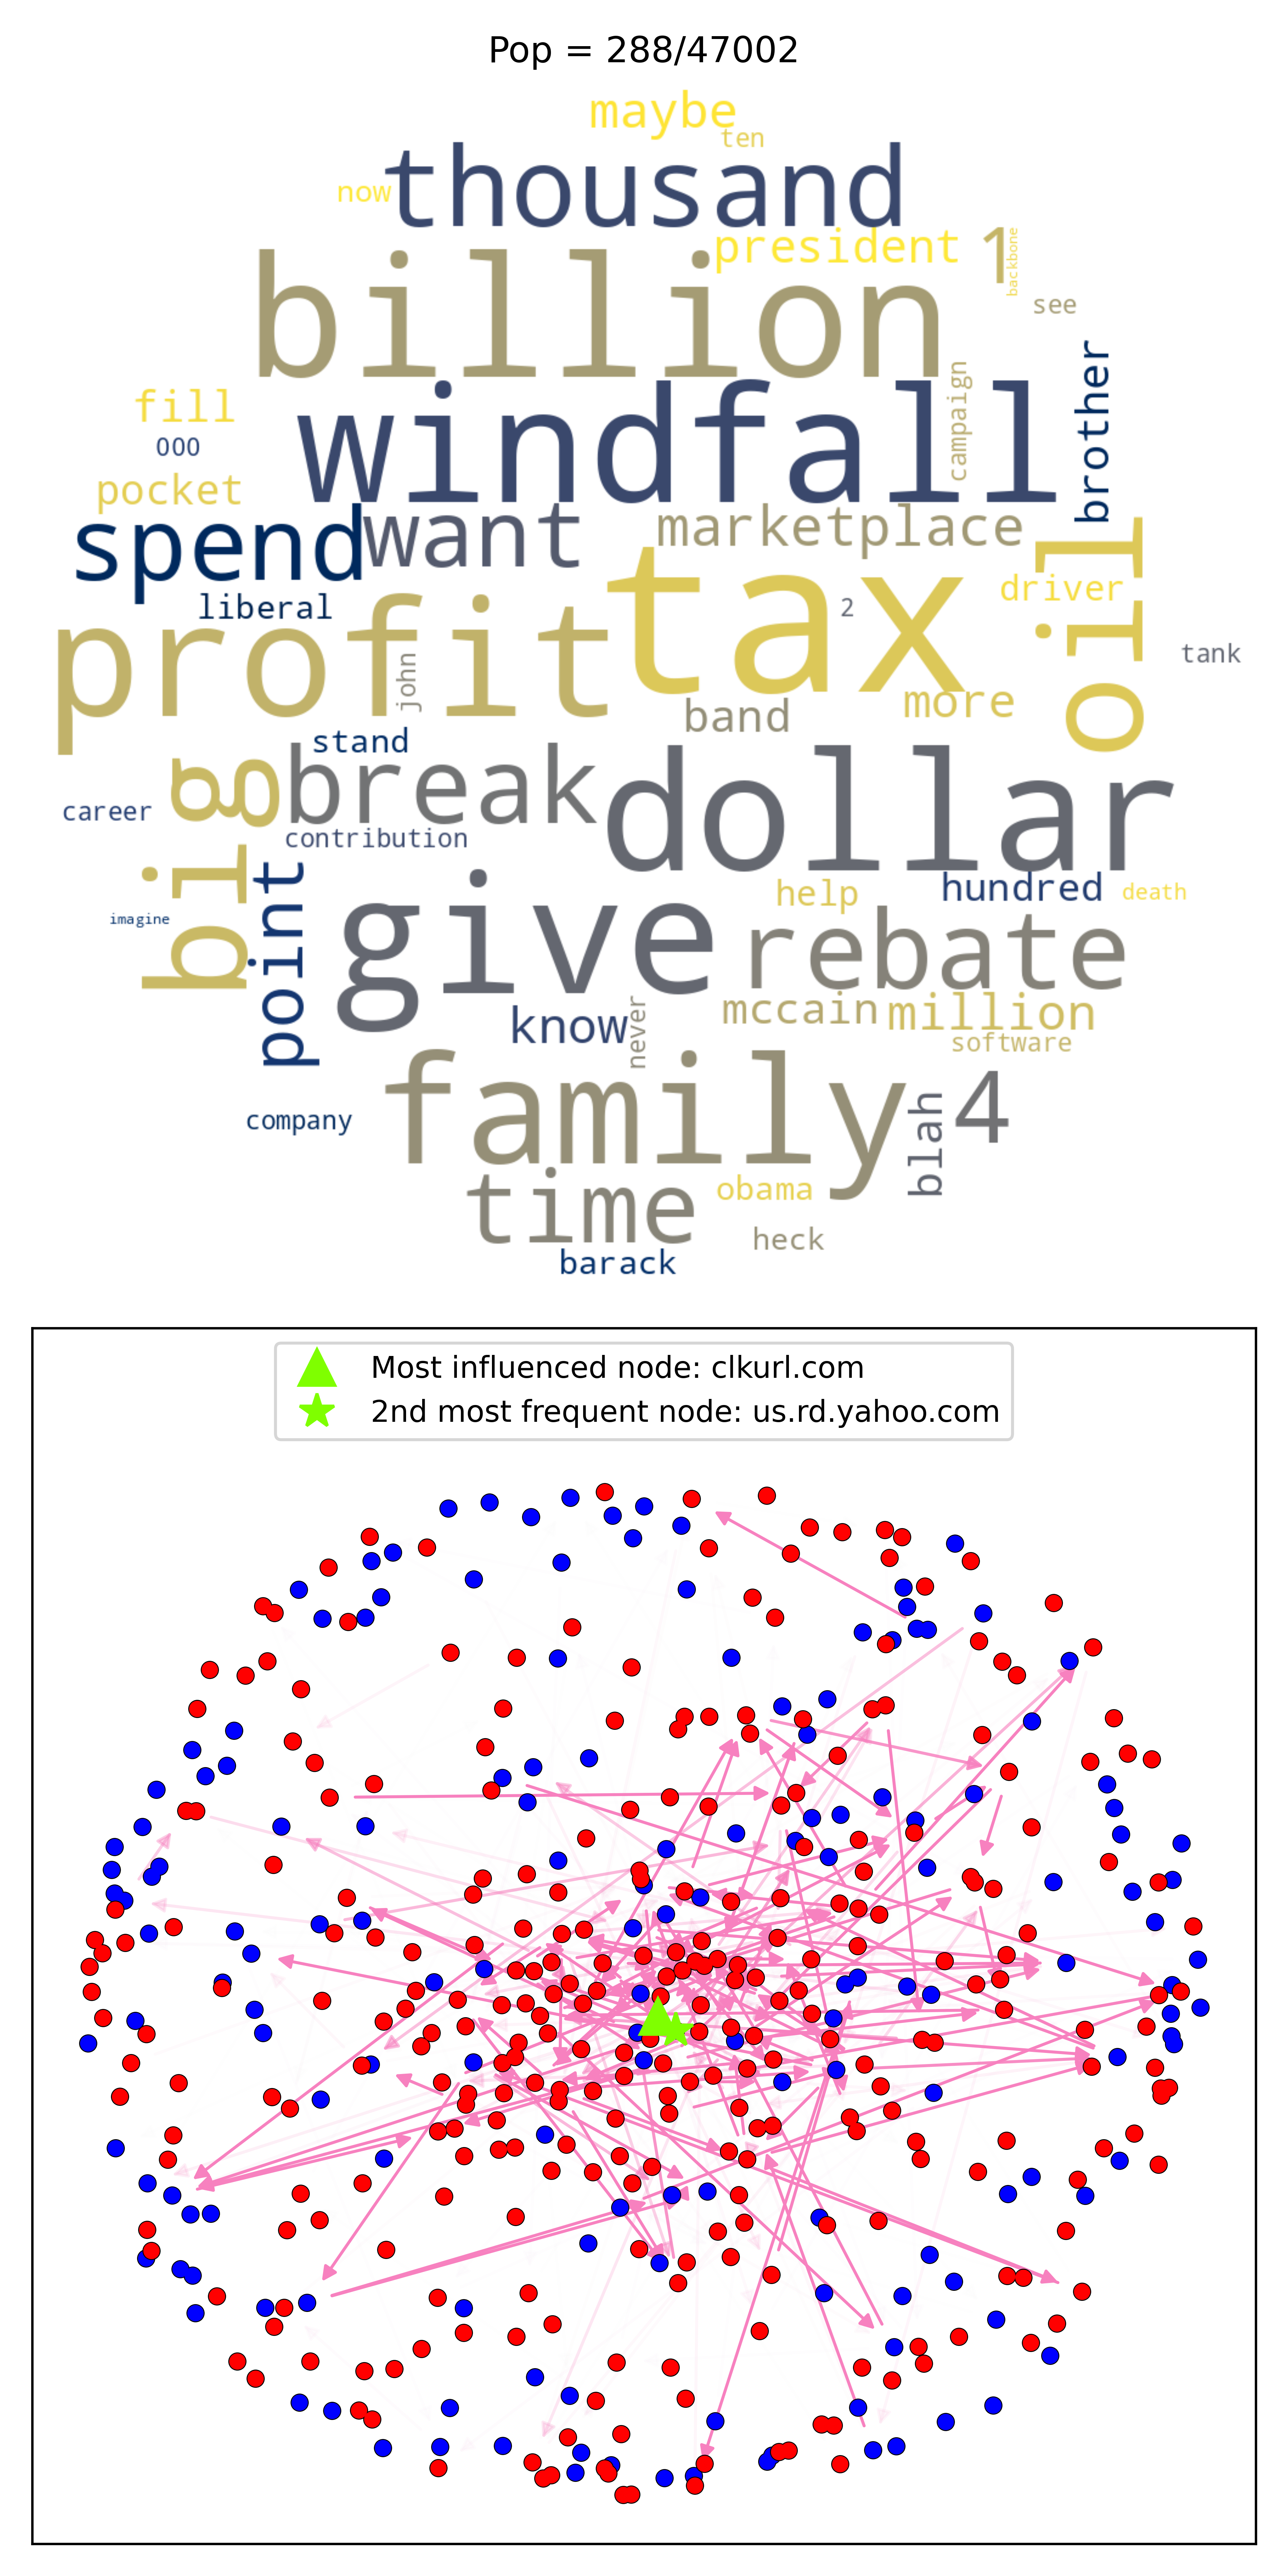 Pop = 288/47002
maybe
ten
thousand
now
president
1
backbone
see
billion
brother
campaign
fill
windfall
000
pocket
spend
want
marketplace
oil
driver
liberal
tax
2
profit
john
tank
more
band
stand
big
break
dollar
career
contribution
point
help
hundred
death
imagine
give
rebate
know
never
mccain
million
software
family
4
blah
company
time
obama
heck
barack
Most influenced node: clkurl.com
2nd most frequent node: us.rd.yahoo.com